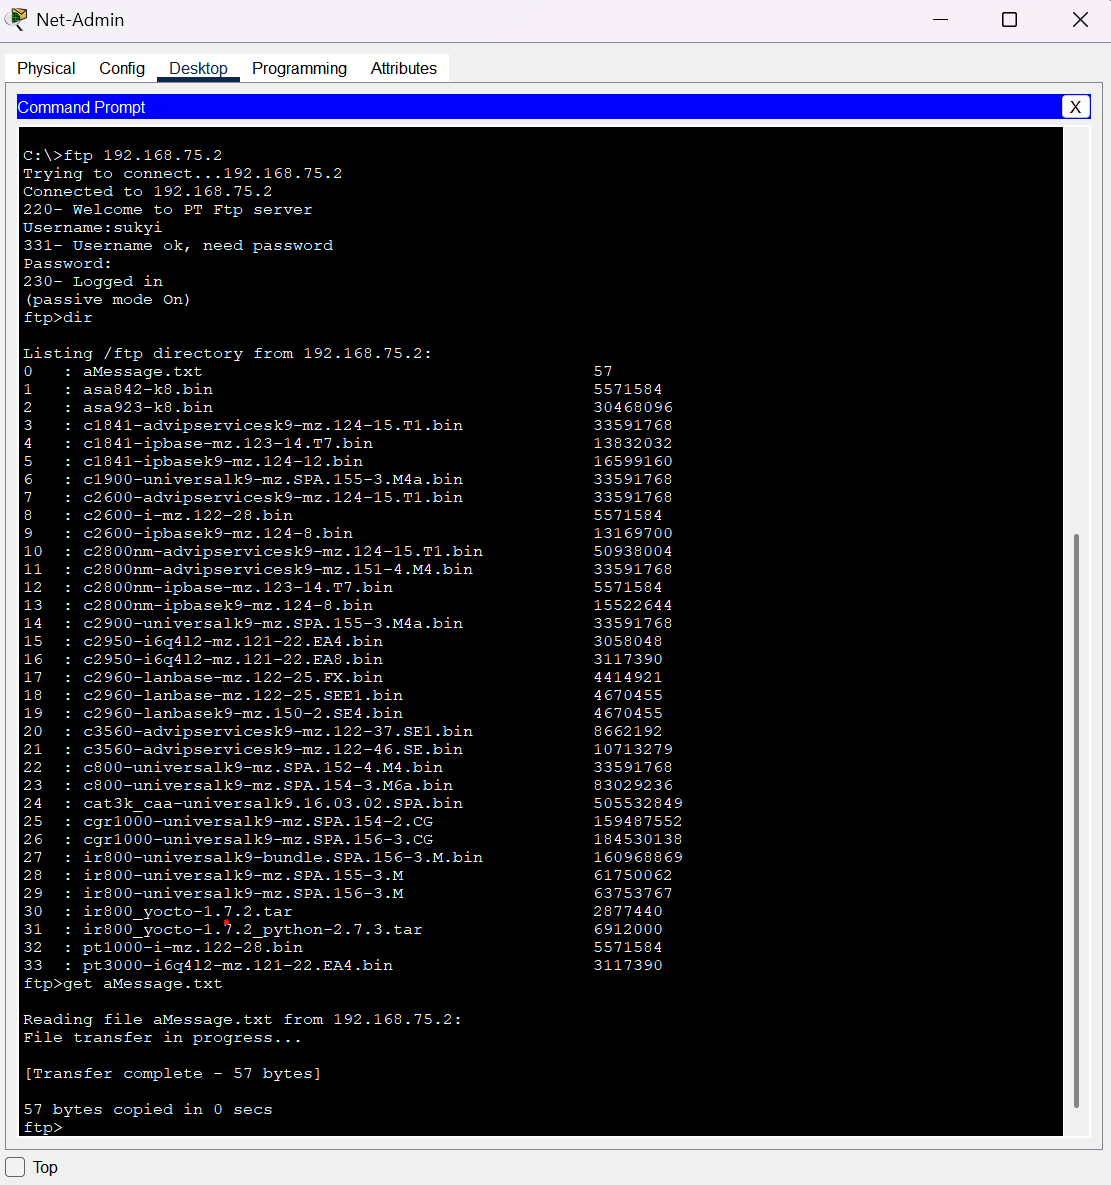 Net-Admin
Physical Config Desktop Programming Attributes
Command Prompt X
C:\>ftp 192.168.75.2
Trying to connect...192.168.75.2
Connected to 192.168.75.2
220- Welcome to PT Ftp server
Username:sukyi
331- Username ok, need password
Password:
230- Logged in
(passive mode On)
ftp>dir
Listing /ftp directory from 192.168.75.2:
0 : aMessage.txt 57
1 : asa842-k8.bin 5571584
2 : asa923-k8.bin 30468096
3 : c1841-advipservicesk9-mz.124-15.T1.bin 33591768
4 : c1841-ipbase-mz.123-14.T7.bin 13832032
5 : c1841-ipbasek9-mz.124-12.bin 16599160
6 : c1900-universalk9-mz.SPA.155-3.M4a.bin 33591768
7 : c2600-advipservicesk9-mz.124-15.T1.bin 33591768
8 : c2600-i-mz.122-28.bin 5571584
9 : c2600-ipbasek9-mz.124-8.bin 13169700
10 : c2800nm-advipservicesk9-mz.124-15.T1.bin 50938004
11 : c2800nm-advipservicesk9-mz.151-4.M4.bin 33591768
12 : c2800nm-ipbase-mz.123-14.T7.bin 5571584
13 : c2800nm-ipbasek9-mz.124-8.bin 15522644
14 : c2900-universalk9-mz.SPA.155-3.M4a.bin 33591768
15 : c2950-i6q4l2-mz.121-22.EA4.bin 3058048
16 : c2950-i6q4l2-mz.121-22.EA8.bin 3117390
17 : c2960-lanbase-mz.122-25.FX.bin 4414921
18 : c2960-lanbase-mz.122-25.SEE1.bin 4670455
19 : c2960-lanbasek9-mz.150-2.SE4.bin 4670455
20 : c3560-advipservicesk9-mz.122-37.SE1.bin 8662192
21 : c3560-advipservicesk9-mz.122-46.SE.bin 10713279
22 : c800-universalk9-mz.SPA.152-4.M4.bin 33591768
23 : c800-universalk9-mz.SPA.154-3.M6a.bin 83029236
24 : cat3k_caa-universalk9.16.03.02.SPA.bin 505532849
25 : cgr1000-universalk9-mz.SPA.154-2.CG 159487552
26 : cgr1000-universalk9-mz.SPA.156-3.CG 184530138
27 : ir800-universalk9-bundle.SPA.156-3.M.bin 160968869
28 : ir800-universalk9-mz.SPA.155-3.M 61750062
29 : ir800-universalk9-mz.SPA.156-3.M 63753767
30 : ir800_yocto-1.7.2.tar 2877440
31 : ir800_yocto-1.7.2_python-2.7.3.tar 6912000
32 : pt1000-i-mz.122-28.bin 5571584
33 : pt3000-i6q4l2-mz.121-22.EA4.bin 3117390
ftp>get aMessage.txt
Reading file aMessage.txt from 192.168.75.2:
File transfer in progress...
[Transfer complete - 57 bytes]
57 bytes copied in 0 secs
ftp>
Top